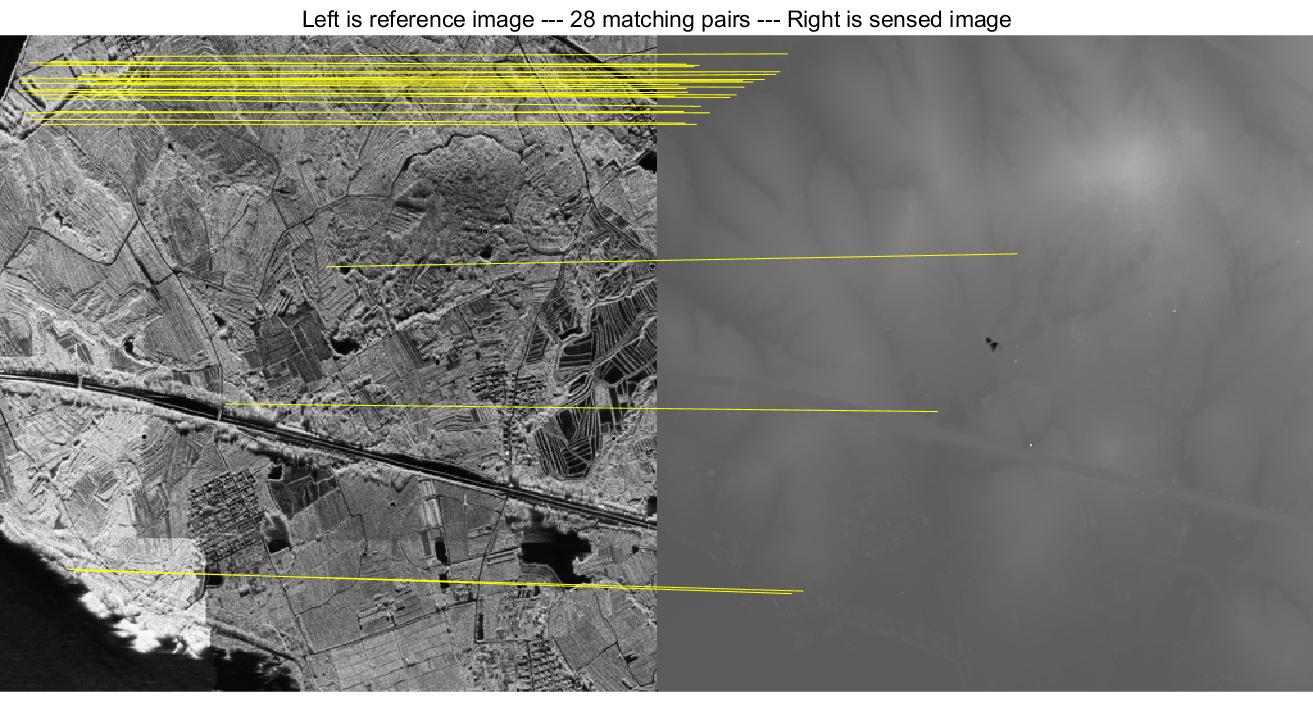 Left is reference image --- 28 matching pairs --- Right is sensed image